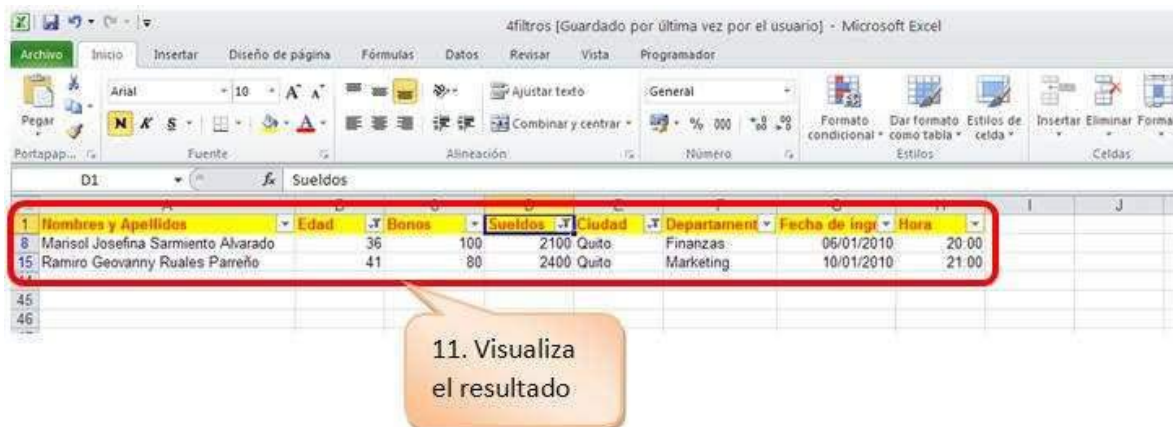 4filtros [Guardado por última vez por el usuario] - Microsoft Excel
Archivo Inicio Insertar Diseño de página Fórmulas Datos Revisar Vista Programador
Arial 10 A A Ajustar texto General
Pegar N K S A Combinar y centrar % 000 Formato condicional Dar formato como tabla Estilos de celda Insertar Eliminar Forma
Portapap... Fuente Alineación Número Estilos Celdas
D1 fx Sueldos
I J
1 Nombres y Apellidos Edad Bonos Sueldos Ciudad Departament Fecha de ingr Hora
8 Marisol Josefina Sarmiento Alvarado 36 100 2100 Quito Finanzas 06/01/2010 20:00
15 Ramiro Geovanny Ruales Parreño 41 80 2400 Quito Marketing 10/01/2010 21:00
45
46
11. Visualiza
el resultado